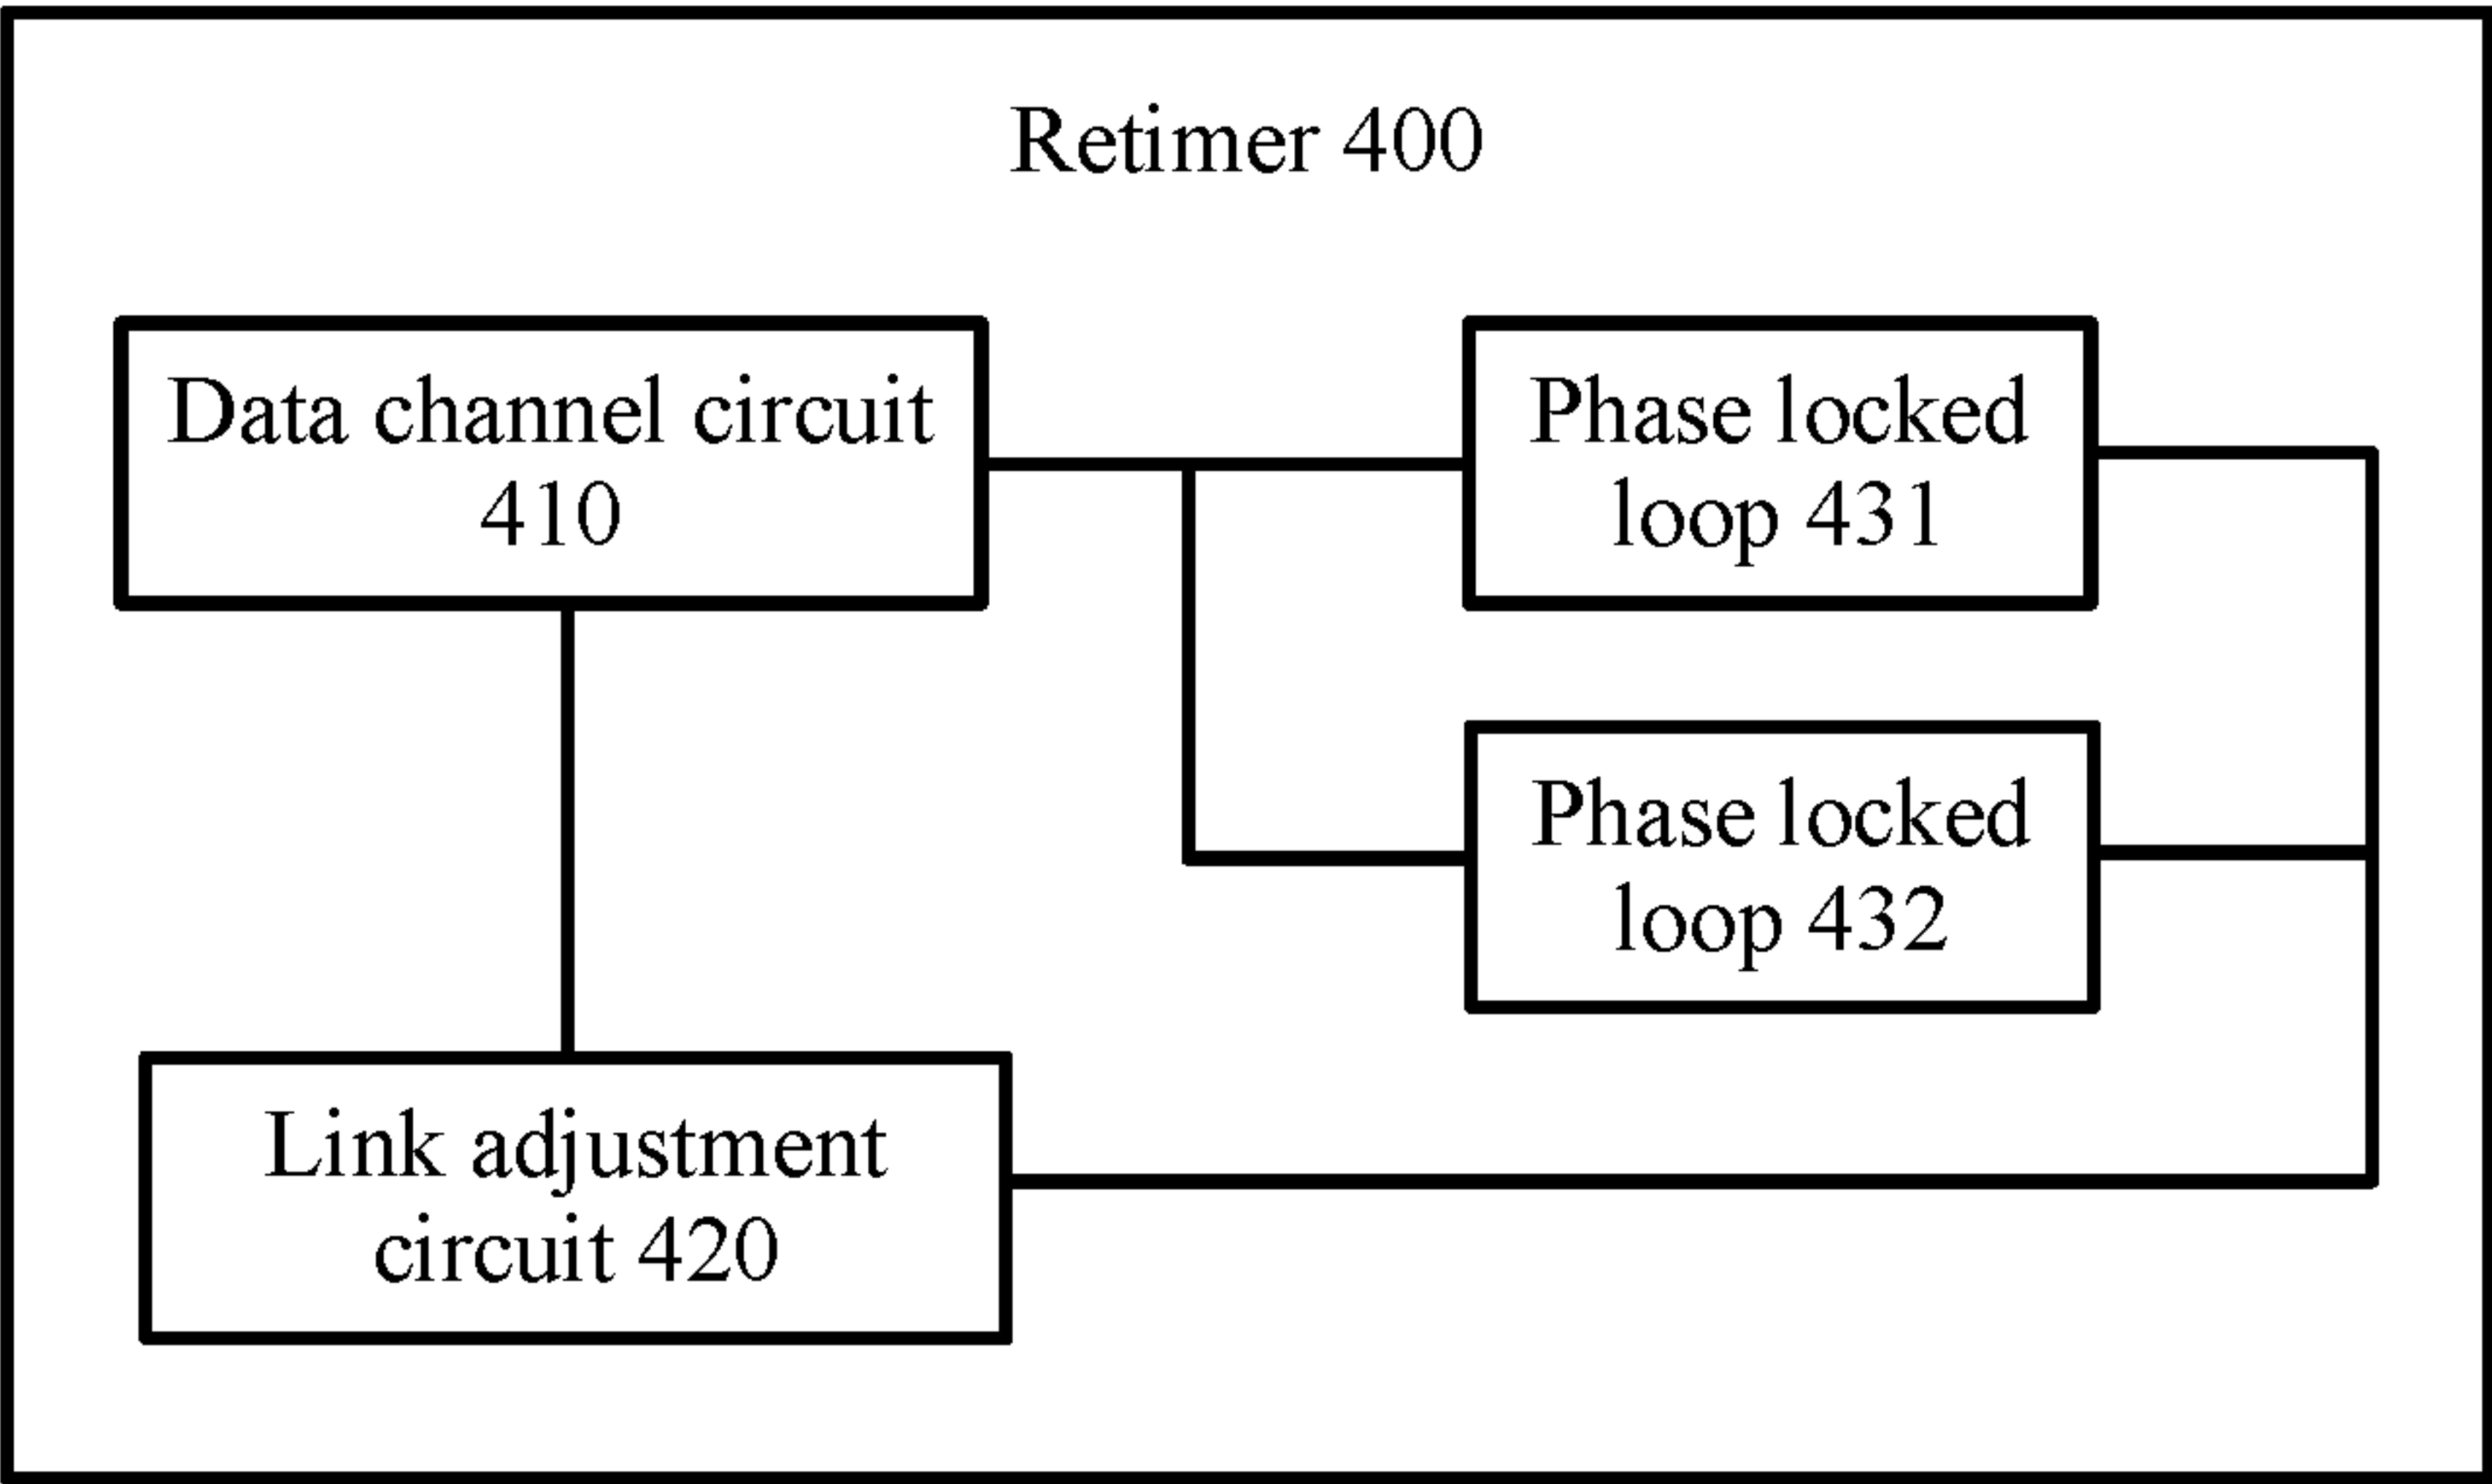 Retimer 400
Data channel circuit
410
Phase locked
loop 431
Phase locked
loop 432
Link adjustment
circuit 420